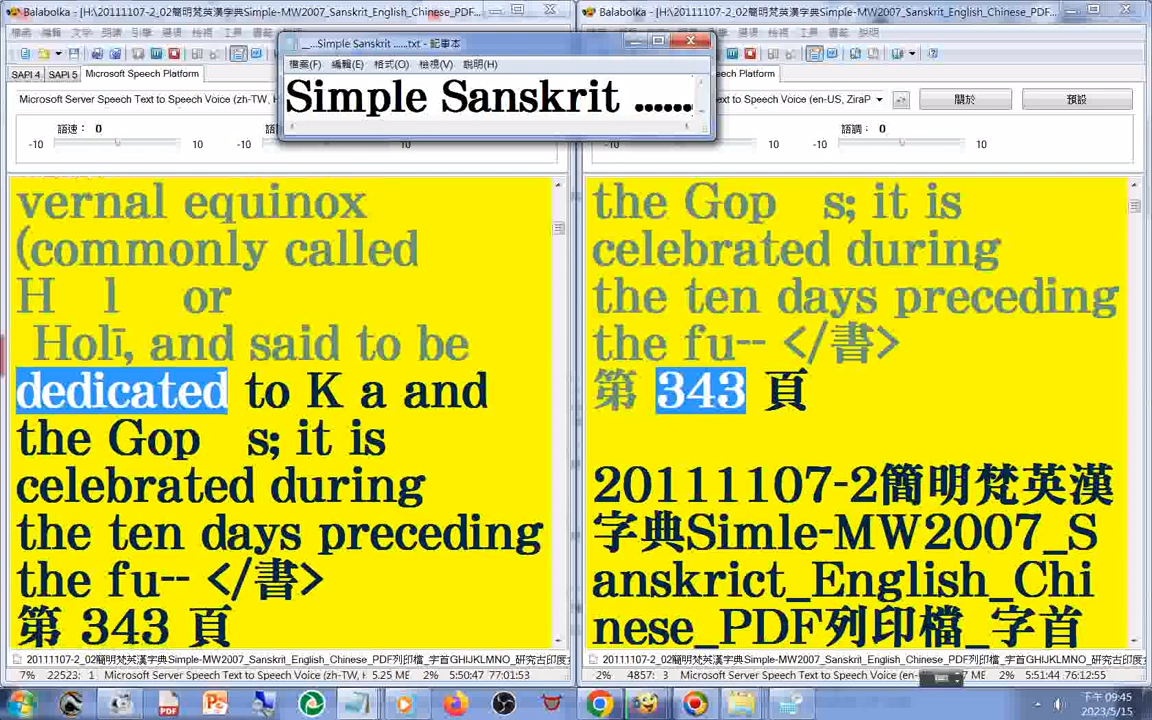 Balabolka - [H:\20111107-2_02簡明梵英漢字典Simple-MW2007_Sanskrit_English_Chinese_PDF...
Balabolka - [H:\20111107-2_02簡明梵英漢字典Simple-MW2007_Sanskrit_English_Chinese_PDF...
__...Simple Sanskrit ......txt - 記事本
檔案(F) 編輯(E) 格式(O) 檢視(V) 說明(H)
Simple Sanskrit ......
SAPI 4 SAPI 5 Microsoft Speech Platform
eech Platform
Microsoft Server Speech Text to Speech Voice (zh-TW, H
ext to Speech Voice (en-US, ZiraP
關於
預設
語速： 0
語調： 0
-10 10 -10 10
-10 10 -10 10
vernal equinox
(commonly called
H l or
Holī, and said to be
dedicated to K a and
the Gop s; it is
celebrated during
the ten days preceding
the fu-- </書>
第 343 頁
the Gop s; it is
celebrated during
the ten days preceding
the fu-- </書>
第 343 頁
20111107-2簡明梵英漢
字典Simle-MW2007_S
anskrict_English_Chi
nese_PDF列印檔_字首
20111107-2_02簡明梵英漢字典Simple-MW2007_Sanskrit_English_Chinese_PDF列印檔_字首GHIJKLMNO_研究古印度
20111107-2_02簡明梵英漢字典Simple-MW2007_Sanskrit_English_Chinese_PDF列印檔_字首GHIJKLMNO_研究古印度
7% 22523: 1 Microsoft Server Speech Text to Speech Voice (zh-TW, 5.25 ME 2% 5:50:47 77:01:53
2% 4857: 3 Microsoft Server Speech Text to Speech Voice ME 2% 5:51:44 76:12:55
下午 09:45
2023/5/15